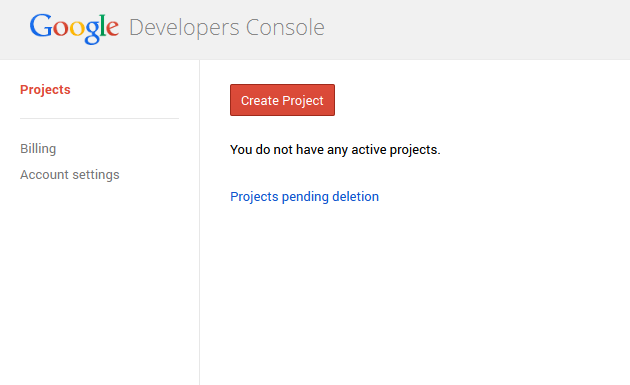 Google Developers Console
Projects
Create Project
You do not have any active projects.
Billing
Account settings
Projects pending deletion